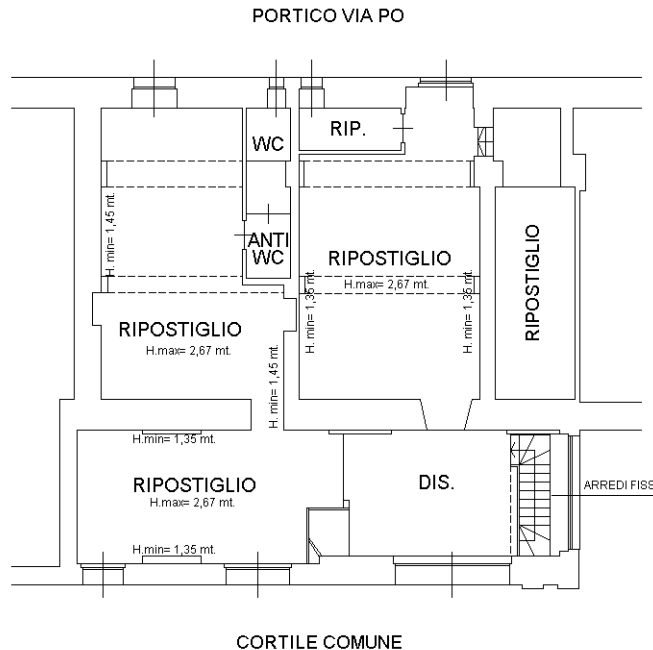 PORTICO VIA PO
RIP.
WC
ANTI
WC
H. min= 1,45 mt.
RIPOSTIGLIO
H.max= 2,67 mt.
H. min= 1,35 mt.
H. min= 1,35 mt.
RIPOSTIGLIO
RIPOSTIGLIO
H.max= 2,67 mt.
H. min= 1,45 mt.
H.min= 1,35 mt.
RIPOSTIGLIO
H.max= 2,67 mt.
H.min= 1,35 mt.
DIS.
ARREDI FISS
CORTILE COMUNE